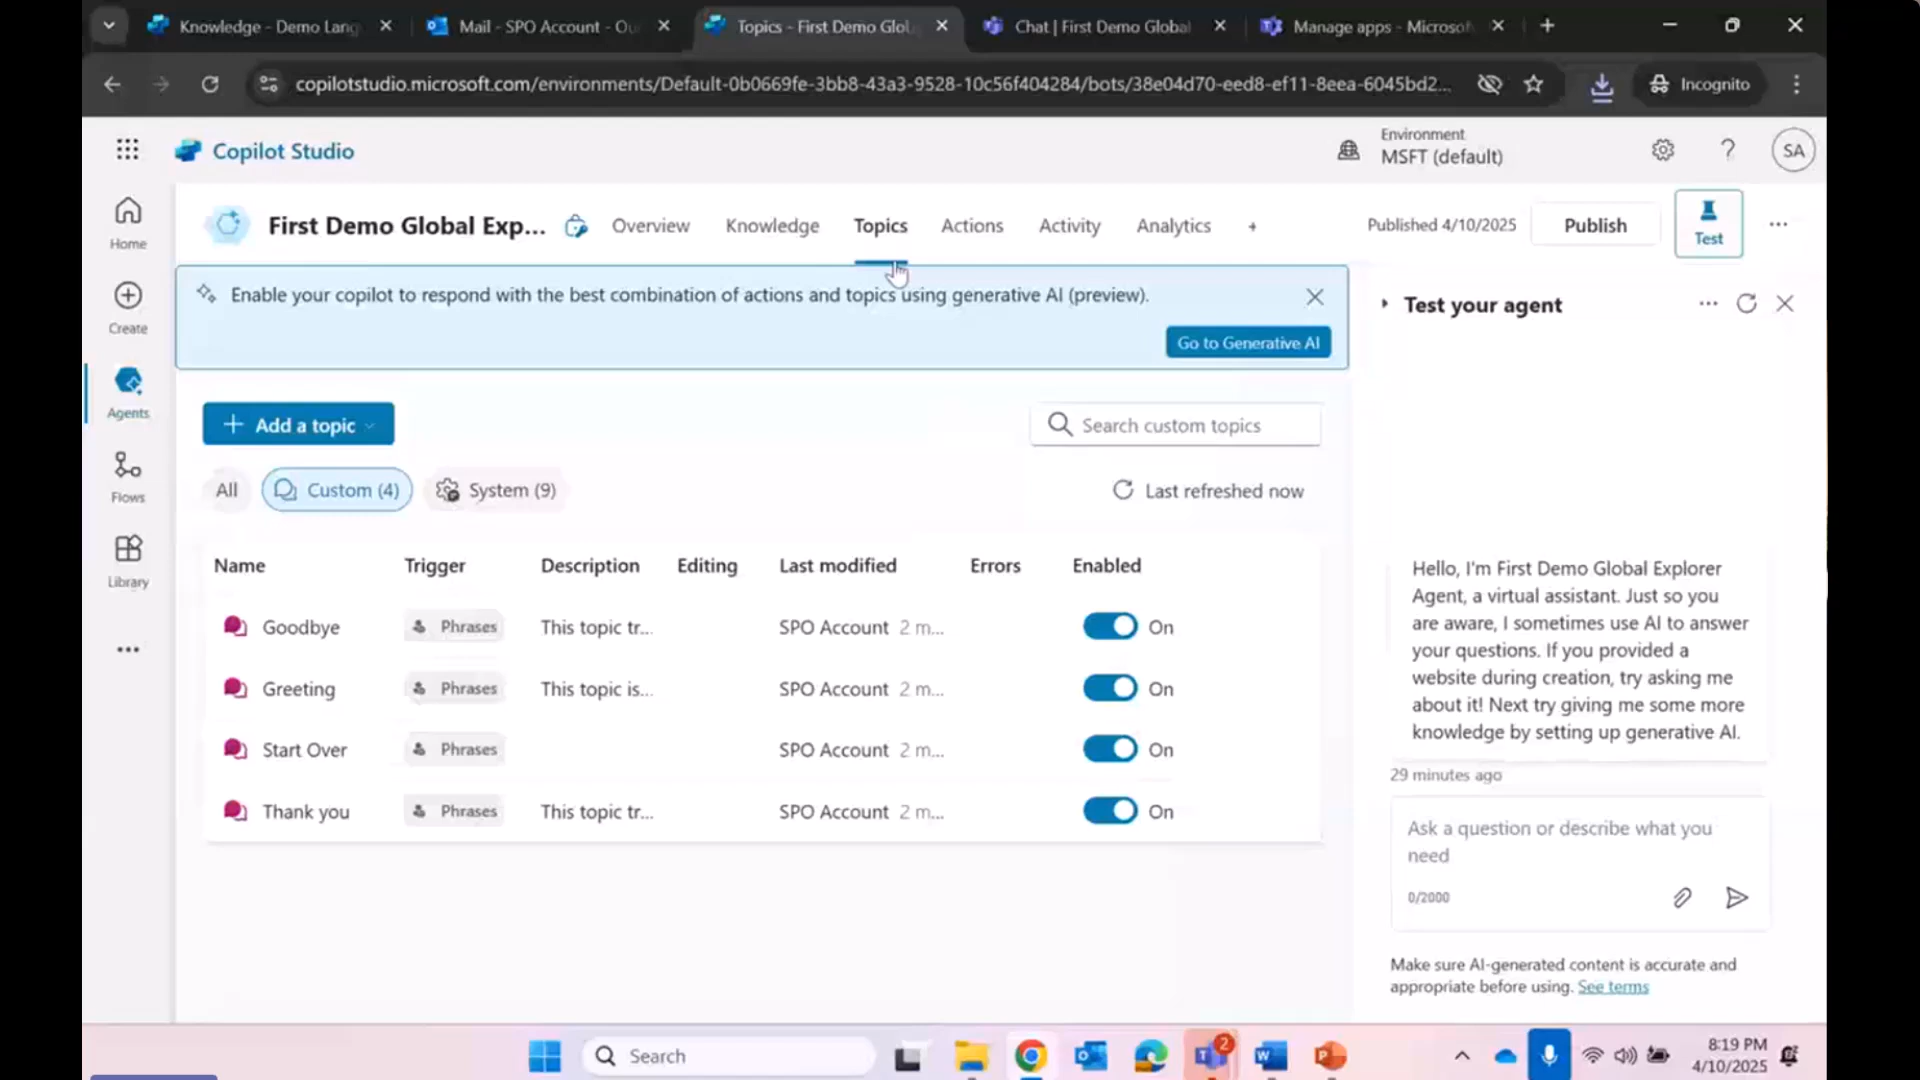 Knowledge - Demo Lang
Mail - SPO Account - Ou
Topics - First Demo Glob
Chat | First Demo Global
Manage apps - Microsof
copilotstudio.microsoft.com/environments/Default-0b0669fe-3bb8-43a3-9528-10c56f404284/bots/38e04d70-eed8-ef11-8eea-6045bd2...
Incognito
Copilot Studio
Environment
MSFT (default)
SA
Home
Create
Agents
Flows
Library
First Demo Global Exp...
Overview
Knowledge
Topics
Actions
Activity
Analytics
Published 4/10/2025
Publish
Test
Enable your copilot to respond with the best combination of actions and topics using generative AI (preview).
Go to Generative AI
Add a topic
Search custom topics
All
Custom (4)
System (9)
Last refreshed now
Name Trigger Description Editing Last modified Errors Enabled
Goodbye Phrases This topic tr... SPO Account 2 m... On
Greeting Phrases This topic is... SPO Account 2 m... On
Start Over Phrases SPO Account 2 m... On
Thank you Phrases This topic tr... SPO Account 2 m... On
Test your agent
Hello, I'm First Demo Global Explorer
Agent, a virtual assistant. Just so you
are aware, I sometimes use AI to answer
your questions. If you provided a
website during creation, try asking me
about it! Next try giving me some more
knowledge by setting up generative AI.
29 minutes ago
Ask a question or describe what you
need
0/2000
Make sure AI-generated content is accurate and
appropriate before using. See terms
Search
2
8:19 PM
4/10/2025